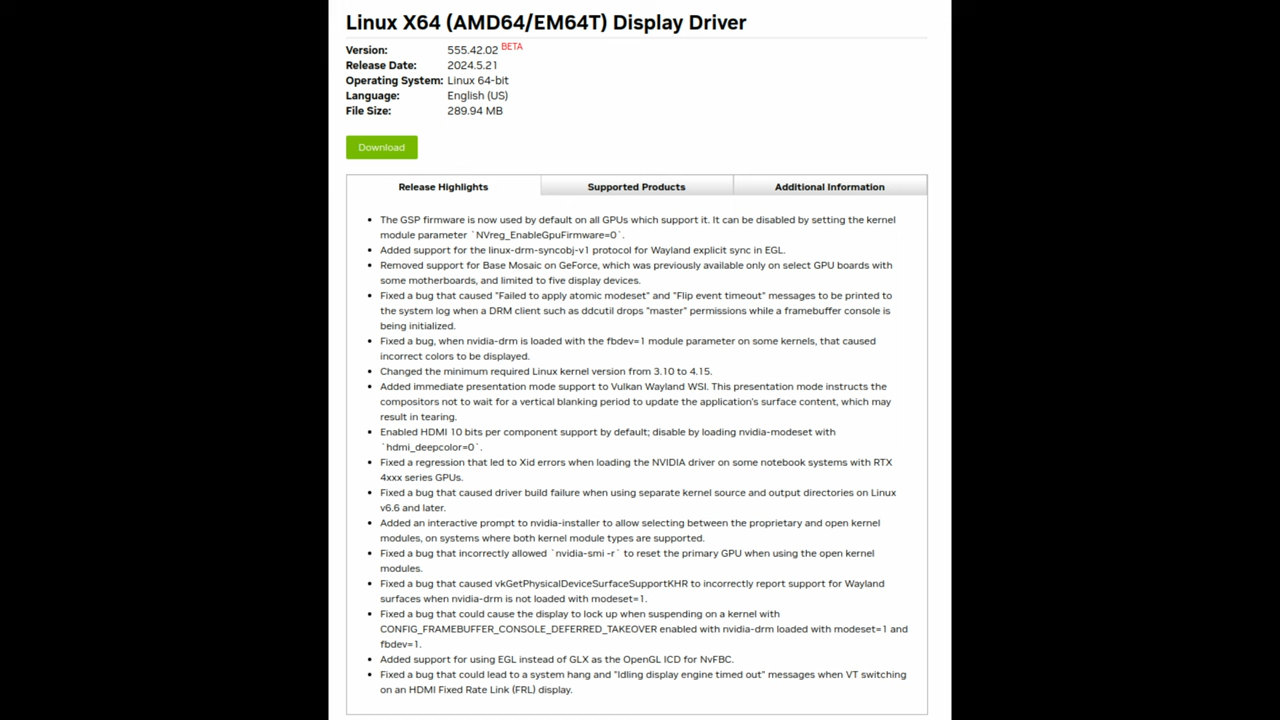 Linux X64 (AMD64/EM64T) Display Driver
Version: 555.42.02 BETA
Release Date: 2024.5.21
Operating System: Linux 64-bit
Language: English (US)
File Size: 289.94 MB
Download
Release Highlights Supported Products Additional Information
• The GSP firmware is now used by default on all GPUs which support it. It can be disabled by setting the kernel
module parameter `NVreg_EnableGpuFirmware=0`.
• Added support for the linux-drm-syncobj-v1 protocol for Wayland explicit sync in EGL.
• Removed support for Base Mosaic on GeForce, which was previously available only on select GPU boards with
some motherboards, and limited to five display devices.
• Fixed a bug that caused "Failed to apply atomic modeset" and "Flip event timeout" messages to be printed to
the system log when a DRM client such as ddcutil drops "master" permissions while a framebuffer console is
being initialized.
• Fixed a bug, when nvidia-drm is loaded with the fbdev=1 module parameter on some kernels, that caused
incorrect colors to be displayed.
• Changed the minimum required Linux kernel version from 3.10 to 4.15.
• Added immediate presentation mode support to Vulkan Wayland WSI. This presentation mode instructs the
compositors not to wait for a vertical blanking period to update the application's surface content, which may
result in tearing.
• Enabled HDMI 10 bits per component support by default; disable by loading nvidia-modeset with
`hdmi_deepcolor=0`.
• Fixed a regression that led to Xid errors when loading the NVIDIA driver on some notebook systems with RTX
4xxx series GPUs.
• Fixed a bug that caused driver build failure when using separate kernel source and output directories on Linux
v6.6 and later.
• Added an interactive prompt to nvidia-installer to allow selecting between the proprietary and open kernel
modules, on systems where both kernel module types are supported.
• Fixed a bug that incorrectly allowed `nvidia-smi -r` to reset the primary GPU when using the open kernel
modules.
• Fixed a bug that caused vkGetPhysicalDeviceSurfaceSupportKHR to incorrectly report support for Wayland
surfaces when nvidia-drm is not loaded with modeset=1.
• Fixed a bug that could cause the display to lock up when suspending on a kernel with
CONFIG_FRAMEBUFFER_CONSOLE_DEFERRED_TAKEOVER enabled with nvidia-drm loaded with modeset=1 and
fbdev=1.
• Added support for using EGL instead of GLX as the OpenGL ICD for NvFBC.
• Fixed a bug that could lead to a system hang and "Idling display engine timed out" messages when VT switching
on an HDMI Fixed Rate Link (FRL) display.